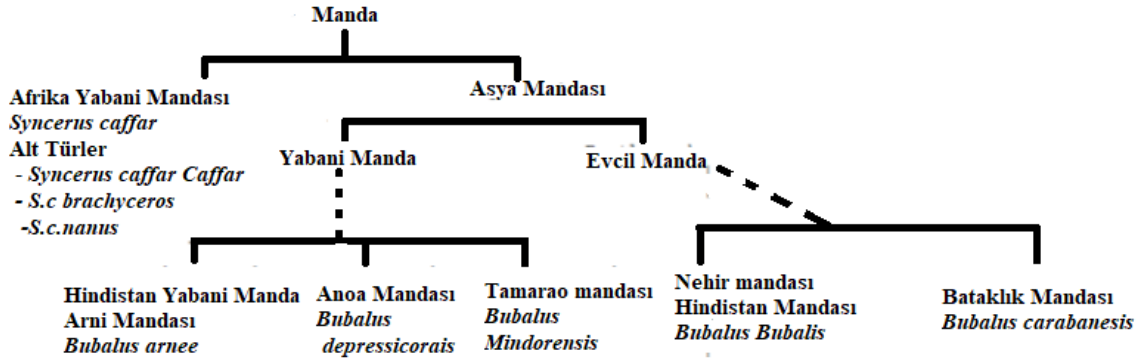 Manda
Afrika Yabani Mandası
Syncerus caffar
Alt Türler
- Syncerus caffar Caffar
- S.c brachyceros
-S.c.nanus
Asya Mandası
Yabani Manda
Evcil Manda
Hindistan Yabani Manda
Arni Mandası
Bubalus arnee
Anoa Mandası
Bubalus
depressicorais
Tamarao mandası
Bubalus
Mindorensis
Nehir mandası
Hindistan Mandası
Bubalus Bubalis
Bataklık Mandası
Bubalus carabanesis